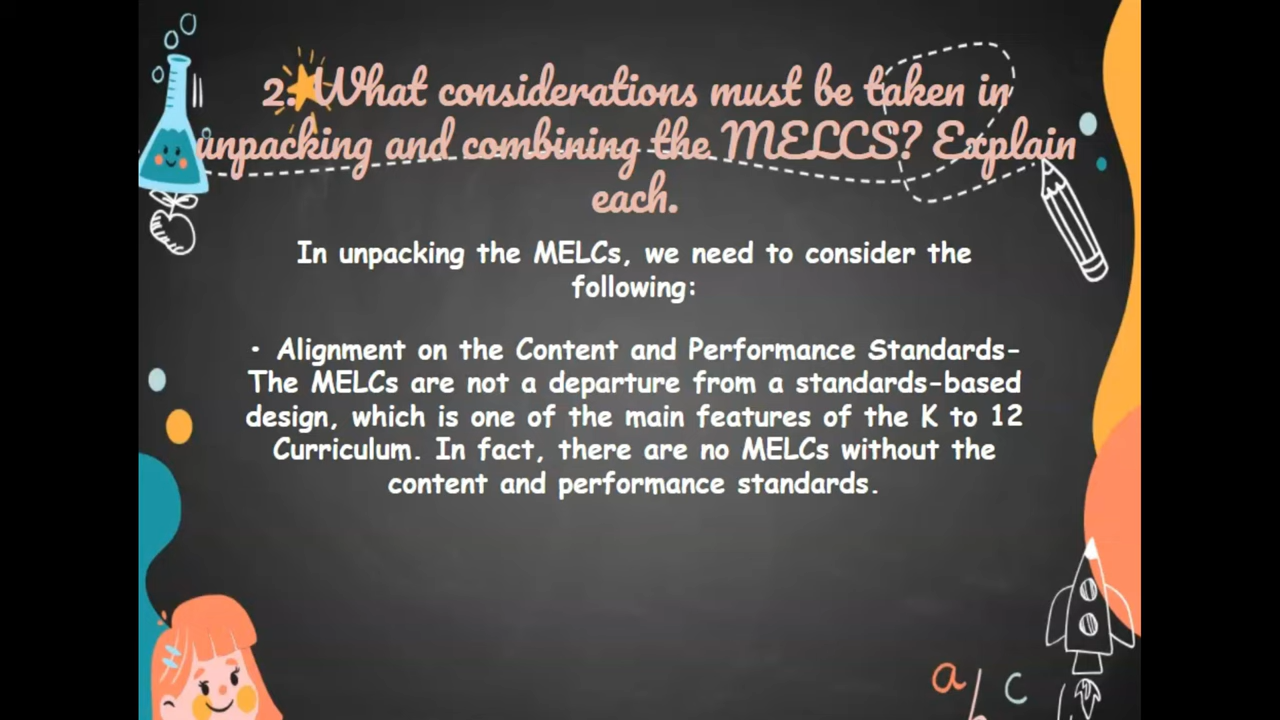 2. What considerations must be taken in
unpacking and combining the MELCS? Explain
each.
In unpacking the MELCs, we need to consider the
following:
• Alignment on the Content and Performance Standards-
The MELCs are not a departure from a standards-based
design, which is one of the main features of the K to 12
Curriculum. In fact, there are no MELCs without the
content and performance standards.
a b c